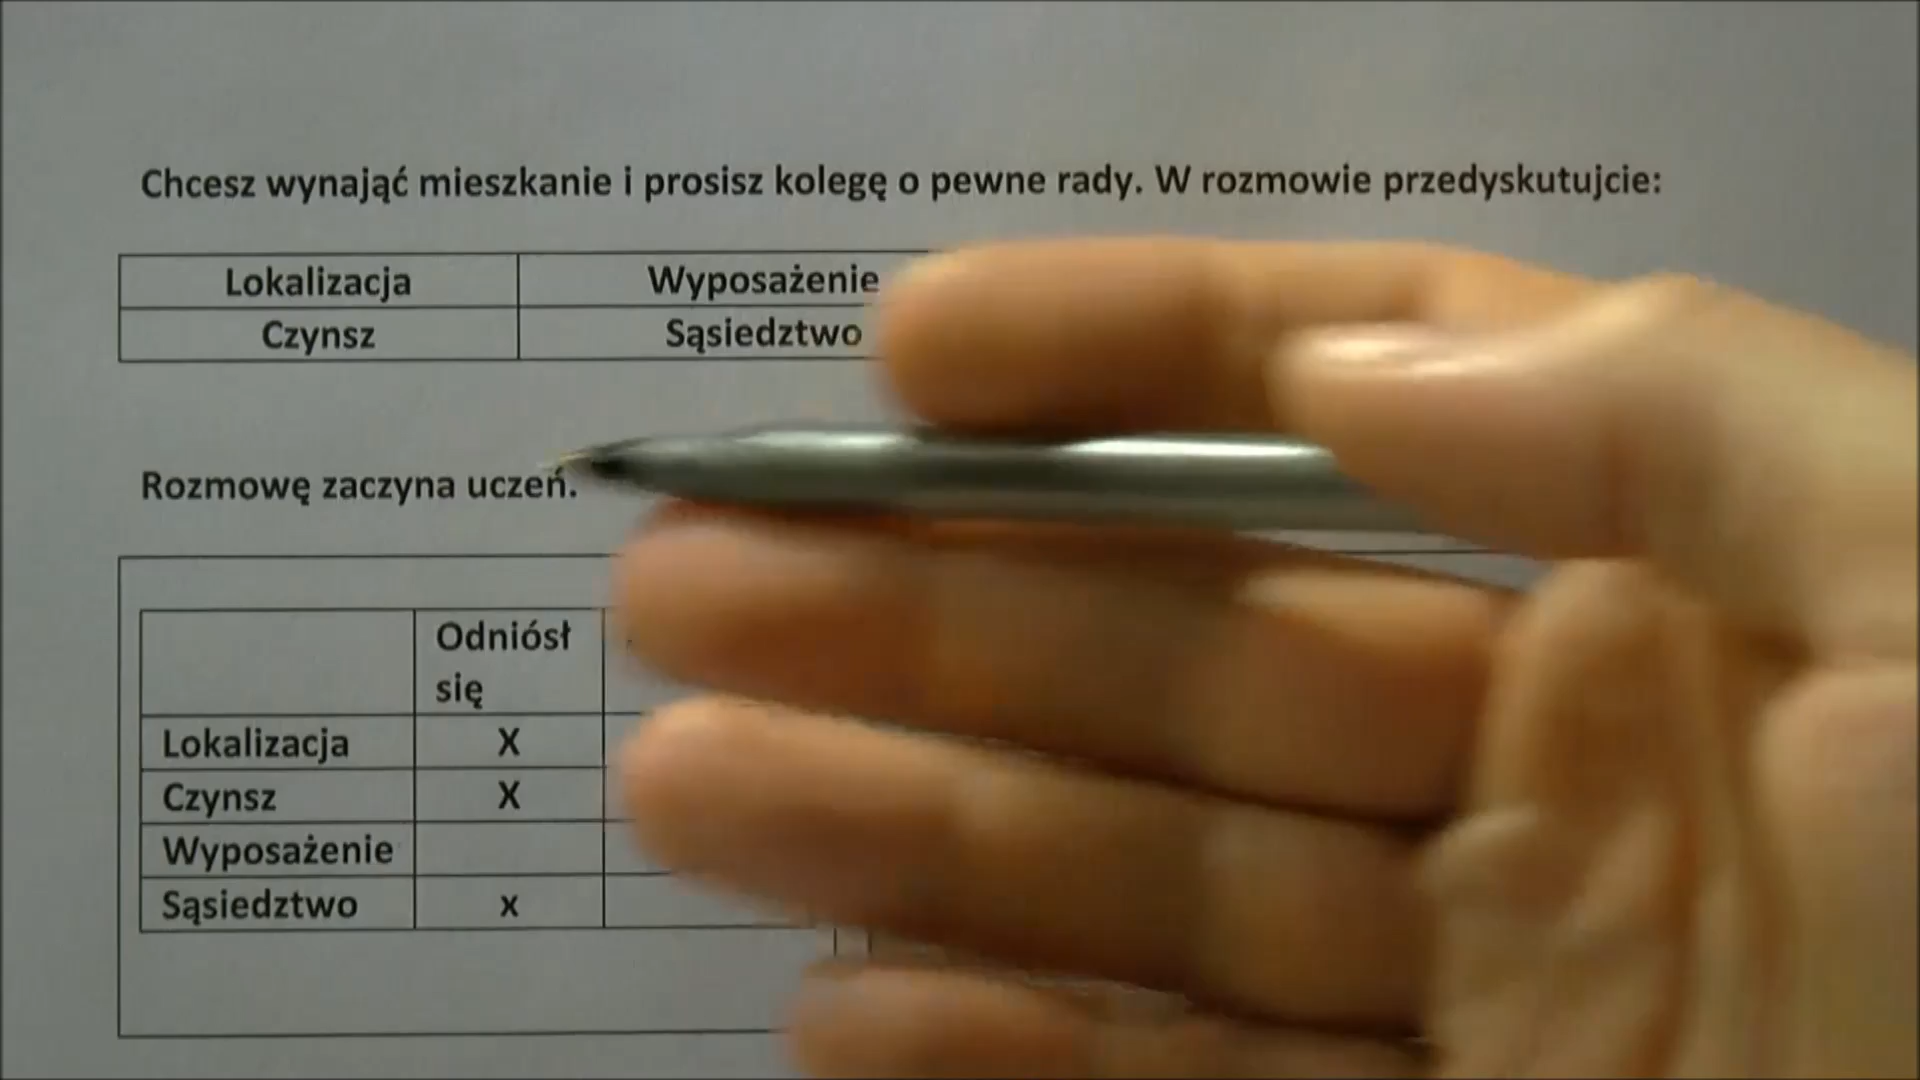 Chcesz wynająć mieszkanie i prosisz kolegę o pewne rady. W rozmowie przedyskutujcie:
Lokalizacja Wyposażenie
Czynsz Sąsiedztwo
Rozmowę zaczyna uczeń.
Odniósł
się
Lokalizacja X
Czynsz X
Wyposażenie
Sąsiedztwo x